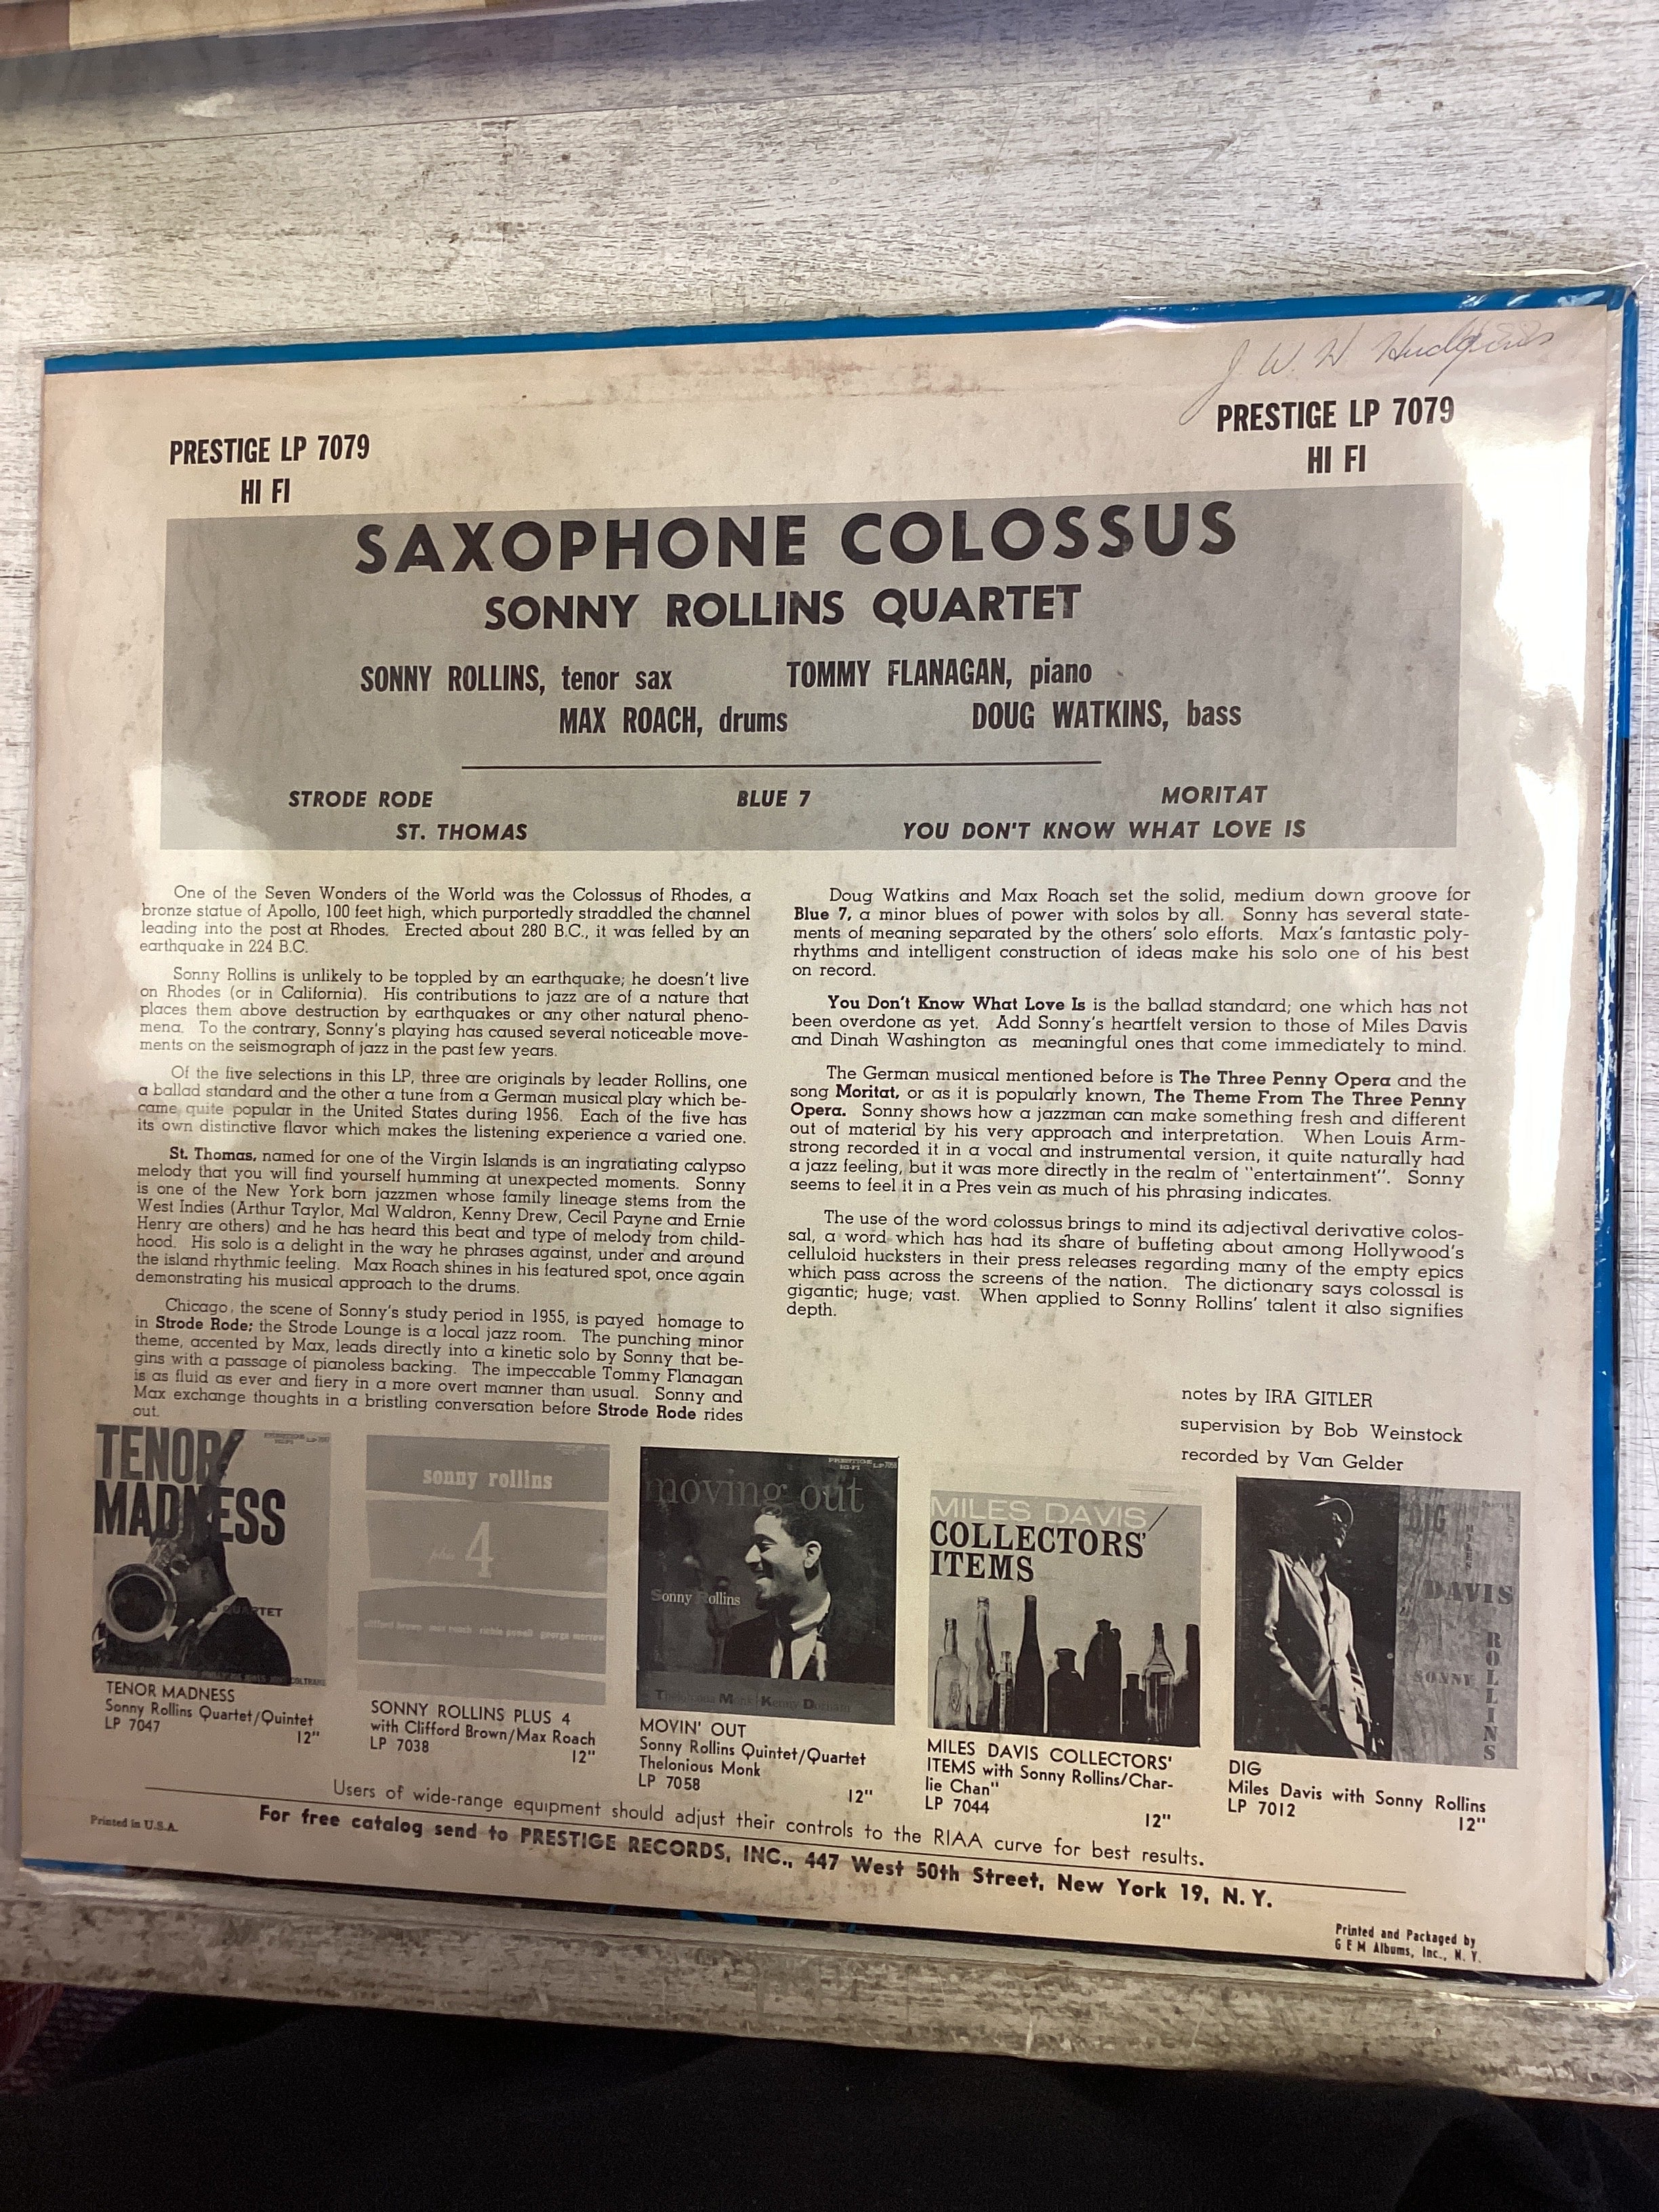 J W. H Hudgins
PRESTIGE LP 7079
HI FI
PRESTIGE LP 7079
HI FI
SAXOPHONE COLOSSUS
SONNY ROLLINS QUARTET
SONNY ROLLINS, tenor sax TOMMY FLANAGAN, piano
MAX ROACH, drums DOUG WATKINS, bass
STRODE RODE BLUE 7 MORITAT
ST. THOMAS YOU DON'T KNOW WHAT LOVE IS
One of the Seven Wonders of the World was the Colossus of Rhodes, a
bronze statue of Apollo, 100 feet high, which purportedly straddled the channel
leading into the post at Rhodes. Erected about 280 B.C., it was felled by an
earthquake in 224 B.C.
Sonny Rollins is unlikely to be toppled by an earthquake; he doesn't live
on Rhodes (or in California). His contributions to jazz are of a nature that
places them above destruction by earthquakes or any other natural pheno-
mena. To the contrary, Sonny's playing has caused several noticeable move-
ments on the seismograph of jazz in the past few years.
Of the five selections in this LP, three are originals by leader Rollins, one
a ballad standard and the other a tune from a German musical play which be-
came quite popular in the United States during 1956. Each of the five has
its own distinctive flavor which makes the listening experience a varied one.
St. Thomas, named for one of the Virgin Islands is an ingratiating calypso
melody that you will find yourself humming at unexpected moments. Sonny
is one of the New York born jazzmen whose family lineage stems from the
West Indies (Arthur Taylor, Mal Waldron, Kenny Drew, Cecil Payne and Ernie
Henry are others) and he has heard this beat and type of melody from child-
hood. His solo is a delight in the way he phrases against, under and around
the island rhythmic feeling. Max Roach shines in his featured spot, once again
demonstrating his musical approach to the drums.
Chicago, the scene of Sonny's study period in 1955, is payed homage to
in Strode Rode; the Strode Lounge is a local jazz room. The punching minor
theme, accented by Max, leads directly into a kinetic solo by Sonny that be-
gins with a passage of pianoless backing. The impeccable Tommy Flanagan
is as fluid as ever and fiery in a more overt manner than usual. Sonny and
Max exchange thoughts in a bristling conversation before Strode Rode rides
out.
Doug Watkins and Max Roach set the solid, medium down groove for
Blue 7, a minor blues of power with solos by all. Sonny has several state-
ments of meaning separated by the others' solo efforts. Max's fantastic poly-
rhythms and intelligent construction of ideas make his solo one of his best
on record.
You Don't Know What Love Is is the ballad standard; one which has not
been overdone as yet. Add Sonny's heartfelt version to those of Miles Davis
and Dinah Washington as meaningful ones that come immediately to mind.
The German musical mentioned before is The Three Penny Opera and the
song Moritat, or as it is popularly known, The Theme From The Three Penny
Opera. Sonny shows how a jazzman can make something fresh and different
out of material by his very approach and interpretation. When Louis Arm-
strong recorded it in a vocal and instrumental version, it quite naturally had
a jazz feeling, but it was more directly in the realm of "entertainment". Sonny
seems to feel it in a Pres vein as much of his phrasing indicates.
The use of the word colossus brings to mind its adjectival derivative colos-
sal, a word which has had its share of buffeting about among Hollywood's
celluloid hucksters in their press releases regarding many of the empty epics
which pass across the screens of the nation. The dictionary says colossal is
gigantic; huge; vast. When applied to Sonny Rollins' talent it also signifies
depth.
notes by IRA GITLER
supervision by Bob Weinstock
recorded by Van Gelder
TENOR
MADNESS
QUARTET
COLTRANE
TENOR MADNESS
Sonny Rollins Quartet/Quintet
LP 7047 12"
sonny rollins
plus 4
clifford brown max roach richie powell george morrow
SONNY ROLLINS PLUS 4
with Clifford Brown/Max Roach
LP 7038 12"
PRESTIGE LP 7058
HI-FI
moving out
Sonny Rollins
Thelonious Monk Kenny Dorham
MOVIN' OUT
Sonny Rollins Quintet/Quartet
Thelonious Monk
LP 7058 12"
MILES DAVIS
COLLECTORS'
ITEMS
MILES DAVIS COLLECTORS'
ITEMS with Sonny Rollins/Char-
lie Chan"
LP 7044 12"
DIG
MILES
DAVIS
SONNY
ROLLINS
DIG
Miles Davis with Sonny Rollins
LP 7012 12"
Users of wide-range equipment should adjust their controls to the RIAA curve for best results.
Printed in U.S.A.
For free catalog send to PRESTIGE RECORDS, INC., 447 West 50th Street, New York 19, N. Y.
Printed and Packaged by
G E M Albums, Inc., N. Y.